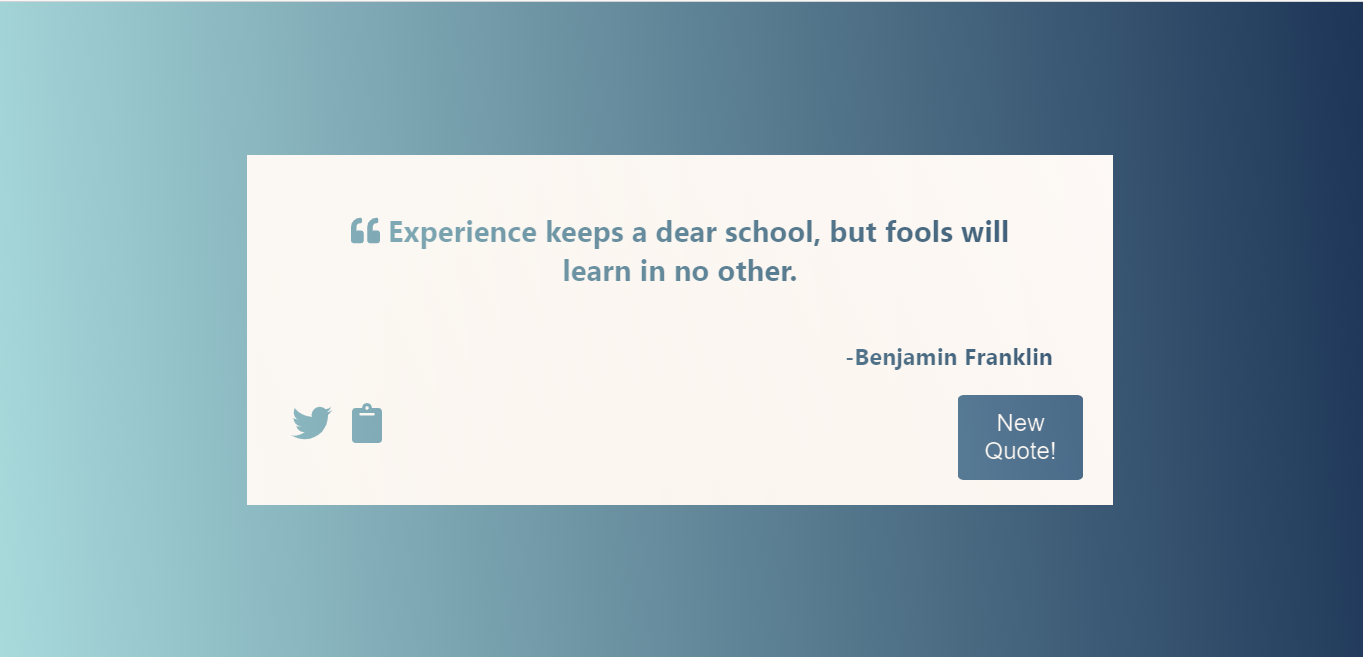 ❝ Experience keeps a dear school, but fools will
learn in no other.
-Benjamin Franklin
New
Quote!